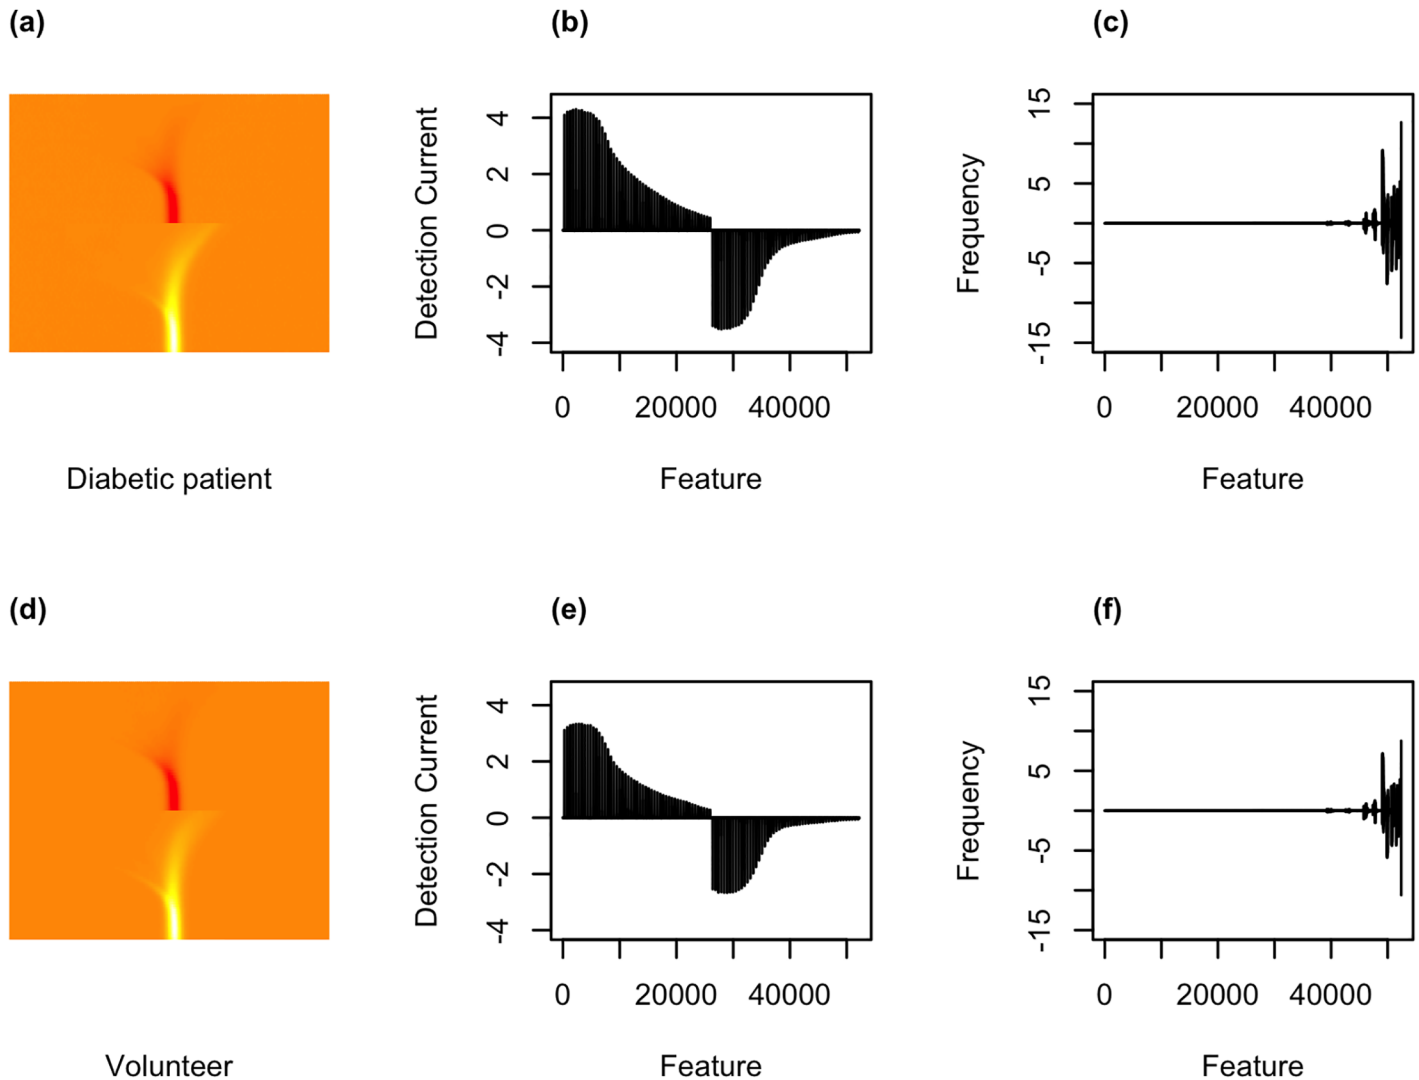 (a)
(b)
(c)
Detection Current
4
2
0
-2
-4
0 20000 40000
Feature
Frequency
15
5
-5
-15
0 20000 40000
Feature
Diabetic patient
(d)
(e)
(f)
Detection Current
4
2
0
-2
-4
0 20000 40000
Feature
Frequency
15
5
-5
-15
0 20000 40000
Feature
Volunteer